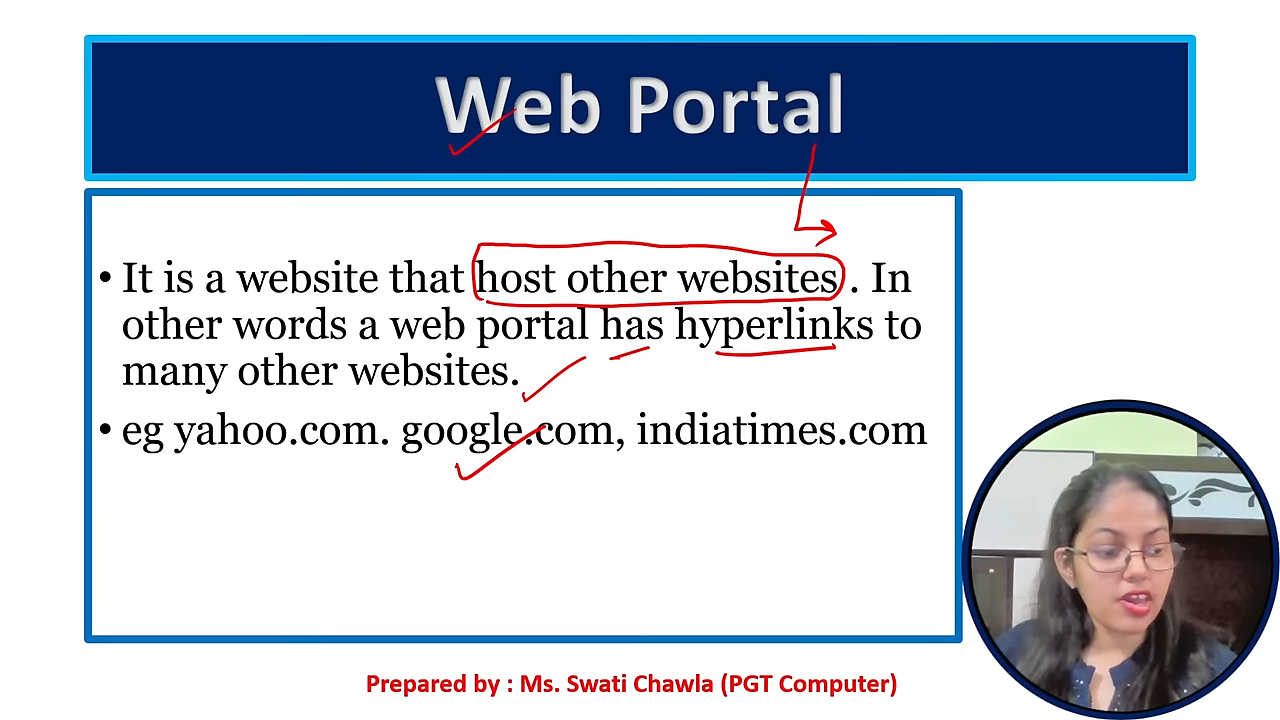 Web Portal
• It is a website that host other websites . In
other words a web portal has hyperlinks to
many other websites.
• eg yahoo.com. google.com, indiatimes.com
Prepared by : Ms. Swati Chawla (PGT Computer)